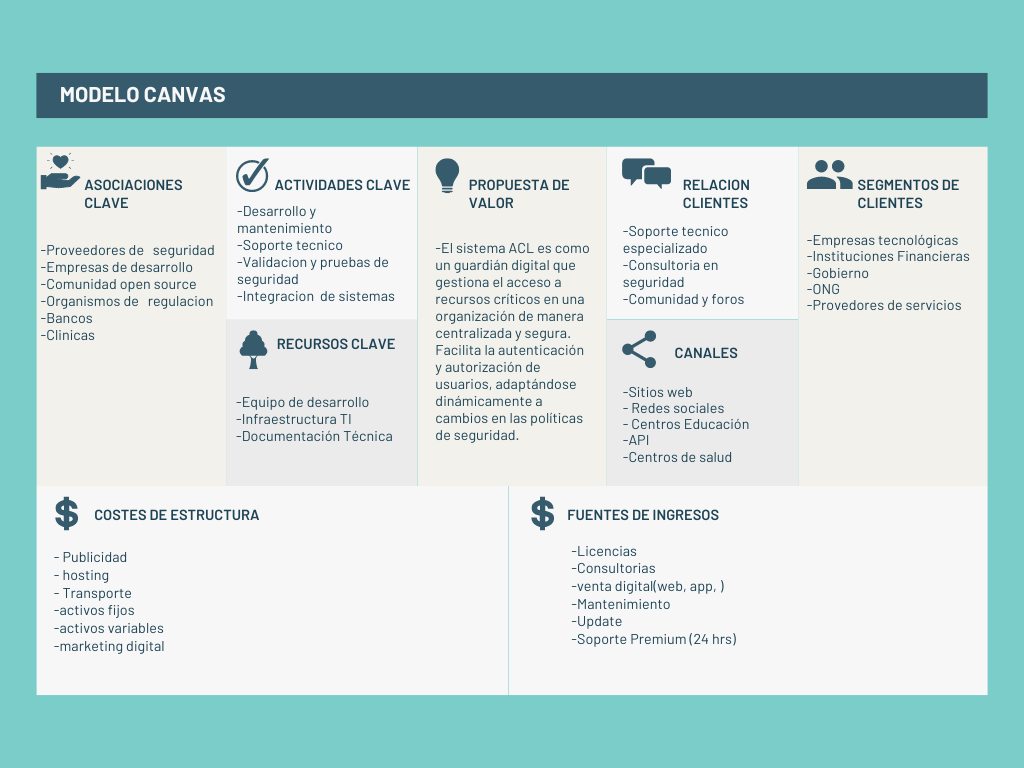 MODELO CANVAS
ASOCIACIONES
CLAVE
-Proveedores de seguridad
-Empresas de desarrollo
-Comunidad open source
-Organismos de regulacion
-Bancos
-Clinicas
ACTIVIDADES CLAVE
-Desarrollo y
mantenimiento
-Soporte tecnico
-Validacion y pruebas de
seguridad
-Integracion de sistemas
RECURSOS CLAVE
-Equipo de desarrollo
-Infraestructura TI
-Documentación Técnica
PROPUESTA DE
VALOR
-El sistema ACL es como
un guardián digital que
gestiona el acceso a
recursos críticos en una
organización de manera
centralizada y segura.
Facilita la autenticación
y autorización de
usuarios, adaptándose
dinámicamente a
cambios en las políticas
de seguridad.
RELACION
CLIENTES
-Soporte tecnico
especializado
-Consultoria en
seguridad
-Comunidad y foros
CANALES
-Sitios web
- Redes sociales
- Centros Educación
-API
-Centros de salud
SEGMENTOS DE
CLIENTES
-Empresas tecnológicas
-Instituciones Financieras
-Gobierno
-ONG
-Provedores de servicios
COSTES DE ESTRUCTURA
- Publicidad
- hosting
- Transporte
-activos fijos
-activos variables
-marketing digital
FUENTES DE INGRESOS
-Licencias
-Consultorias
-venta digital(web, app, )
-Mantenimiento
-Update
-Soporte Premium (24 hrs)